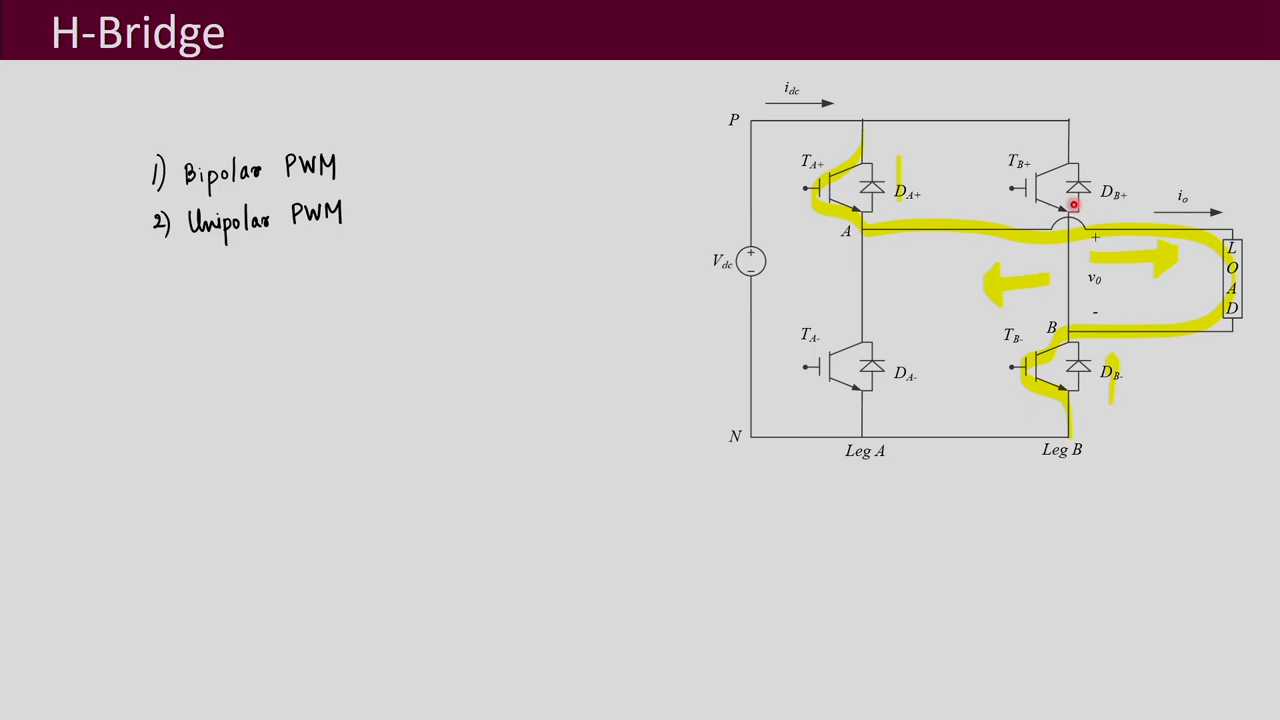 H-Bridge
1) Bipolar PWM
2) Unipolar PWM
i_dc
P
T_A+
D_A+
T_B+
D_B+
i_o
A
+
V_dc
+
−
v_0
L
O
A
D
-
B
T_A-
D_A-
T_B-
D_B-
N
Leg A
Leg B